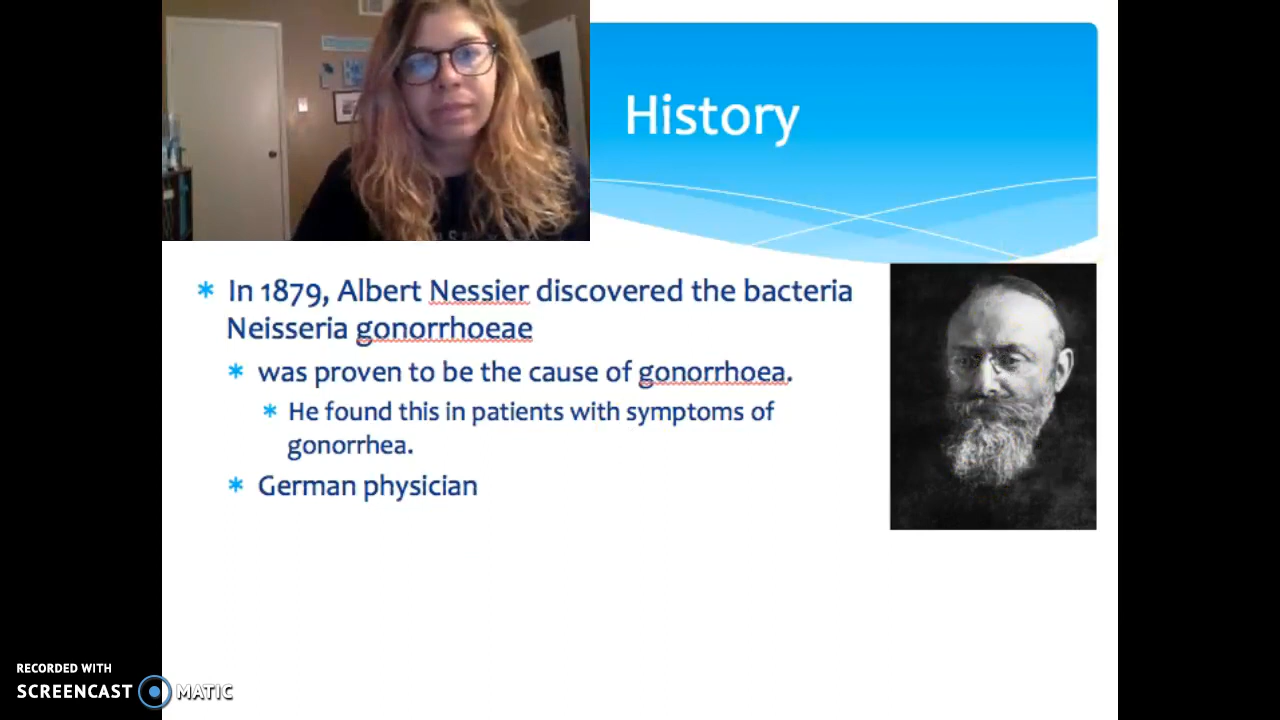 History
In 1879, Albert Nessier discovered the bacteria
Neisseria gonorrhoeae
was proven to be the cause of gonorrhoea.
He found this in patients with symptoms of
gonorrhea.
German physician
RECORDED WITH
SCREENCAST MATIC